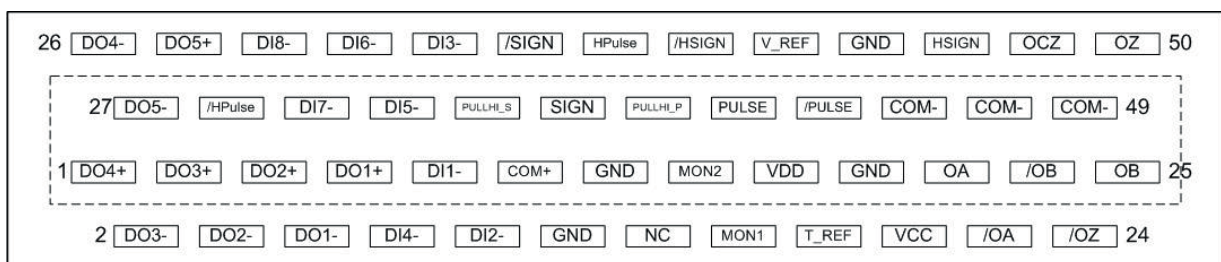 26 DO4- DO5+ DI8- DI6- DI3- /SIGN HPulse /HSIGN V_REF GND HSIGN OCZ OZ 50
27 DO5- /HPulse DI7- DI5- PULLHI_S SIGN PULLHI_P PULSE /PULSE COM- COM- COM- 49
1 DO4+ DO3+ DO2+ DO1+ DI1- COM+ GND MON2 VDD GND OA /OB OB 25
2 DO3- DO2- DO1- DI4- DI2- GND NC MON1 T_REF VCC /OA /OZ 24